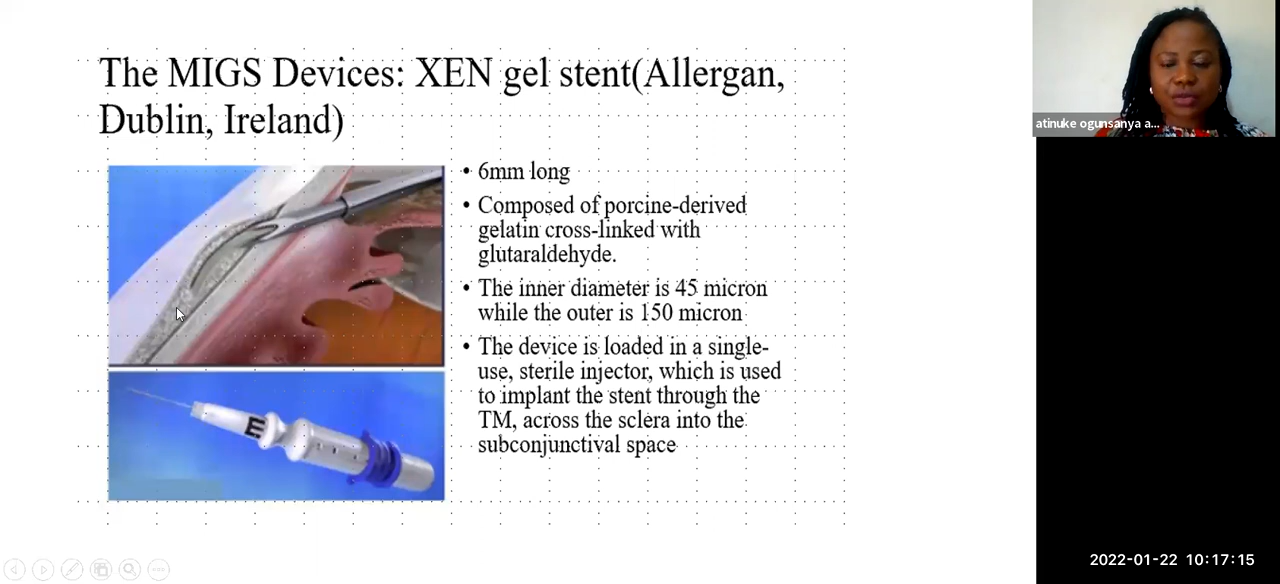 The MIGS Devices: XEN gel stent(Allergan,
Dublin, Ireland)
• 6mm long
• Composed of porcine-derived
gelatin cross-linked with
glutaraldehyde.
• The inner diameter is 45 micron
while the outer is 150 micron
• The device is loaded in a single-
use, sterile injector, which is used
to implant the stent through the
TM, across the sclera into the
subconjunctival space
atinuke ogunsanya a...
2022-01-22 10:17:15